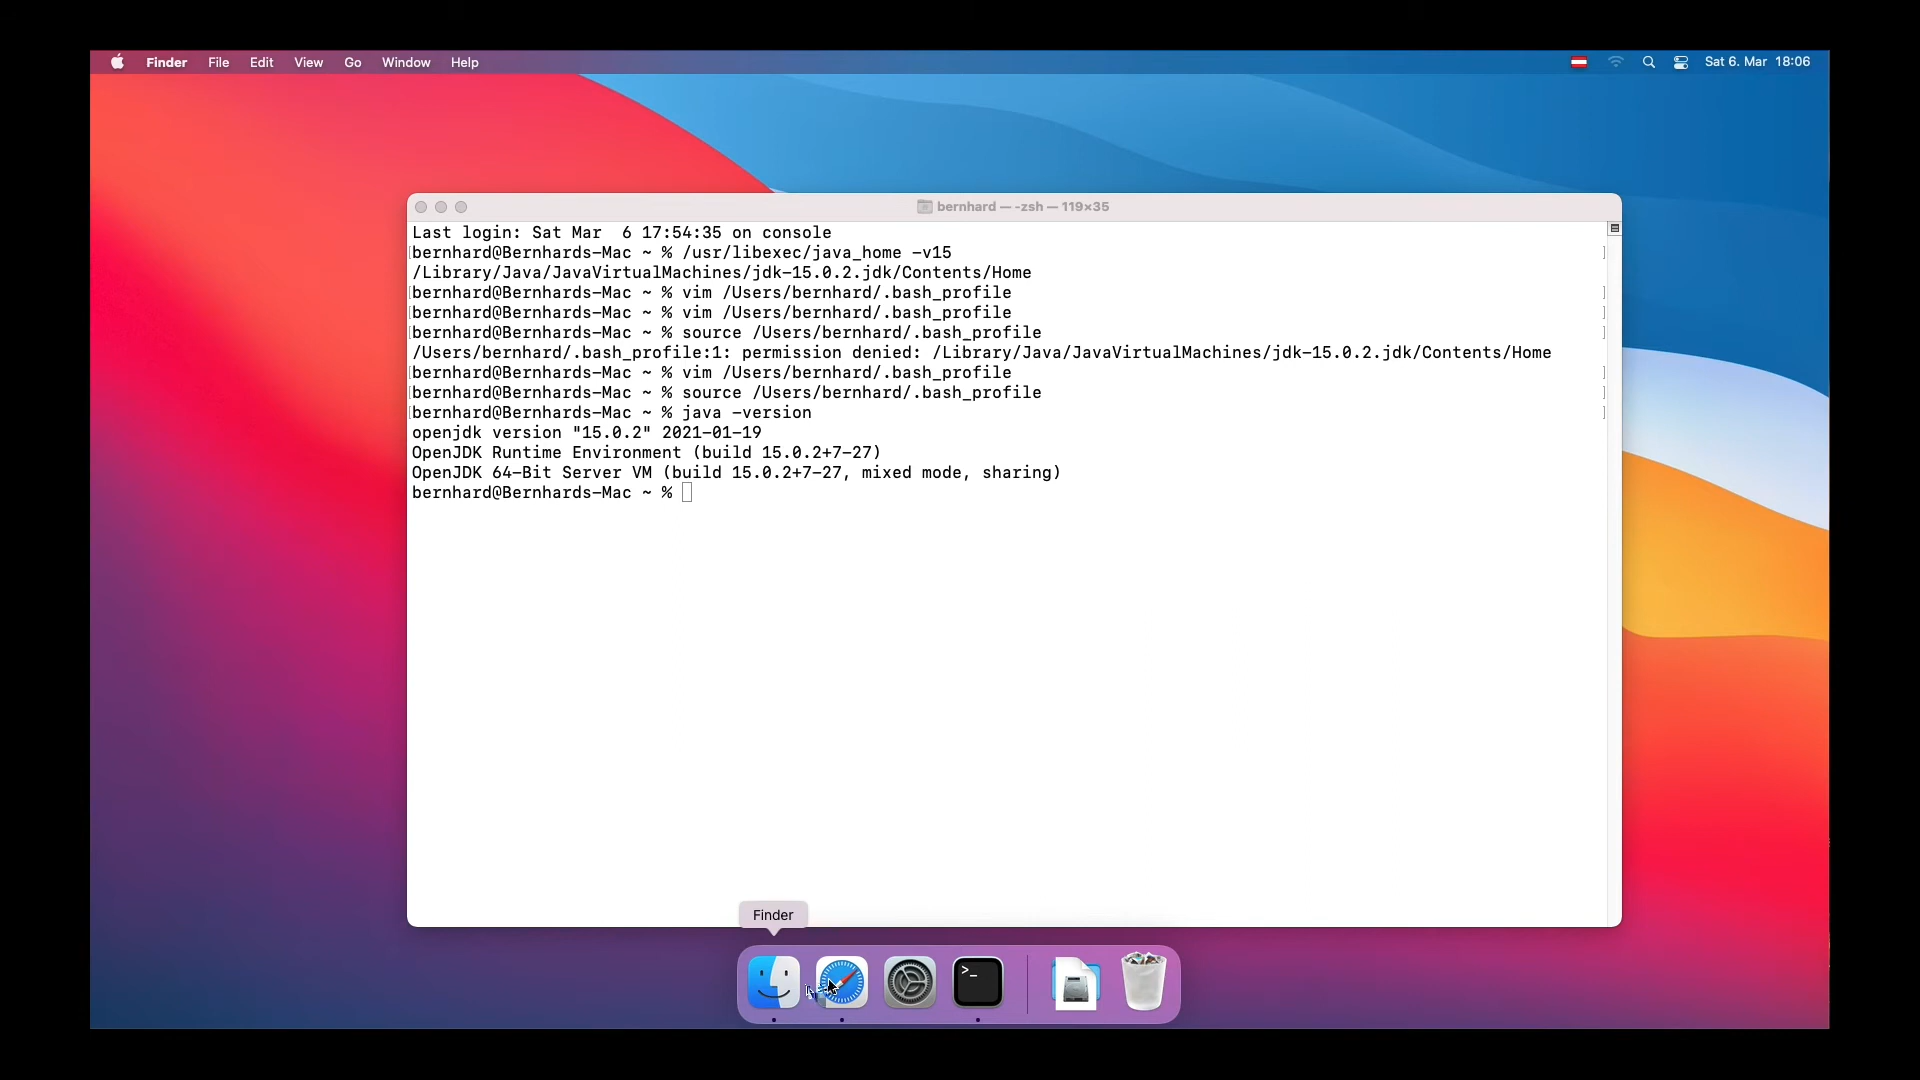 Finder File Edit View Go Window Help Sat 6. Mar 18:06
bernhard — -zsh — 119×35
Last login: Sat Mar  6 17:54:35 on console
[bernhard@Bernhards-Mac ~ % /usr/libexec/java_home -v15 ]
/Library/Java/JavaVirtualMachines/jdk-15.0.2.jdk/Contents/Home
[bernhard@Bernhards-Mac ~ % vim /Users/bernhard/.bash_profile ]
[bernhard@Bernhards-Mac ~ % vim /Users/bernhard/.bash_profile ]
[bernhard@Bernhards-Mac ~ % source /Users/bernhard/.bash_profile ]
/Users/bernhard/.bash_profile:1: permission denied: /Library/Java/JavaVirtualMachines/jdk-15.0.2.jdk/Contents/Home
[bernhard@Bernhards-Mac ~ % vim /Users/bernhard/.bash_profile ]
[bernhard@Bernhards-Mac ~ % source /Users/bernhard/.bash_profile ]
[bernhard@Bernhards-Mac ~ % java -version ]
openjdk version "15.0.2" 2021-01-19
OpenJDK Runtime Environment (build 15.0.2+7-27)
OpenJDK 64-Bit Server VM (build 15.0.2+7-27, mixed mode, sharing)
bernhard@Bernhards-Mac ~ %
Finder
>_